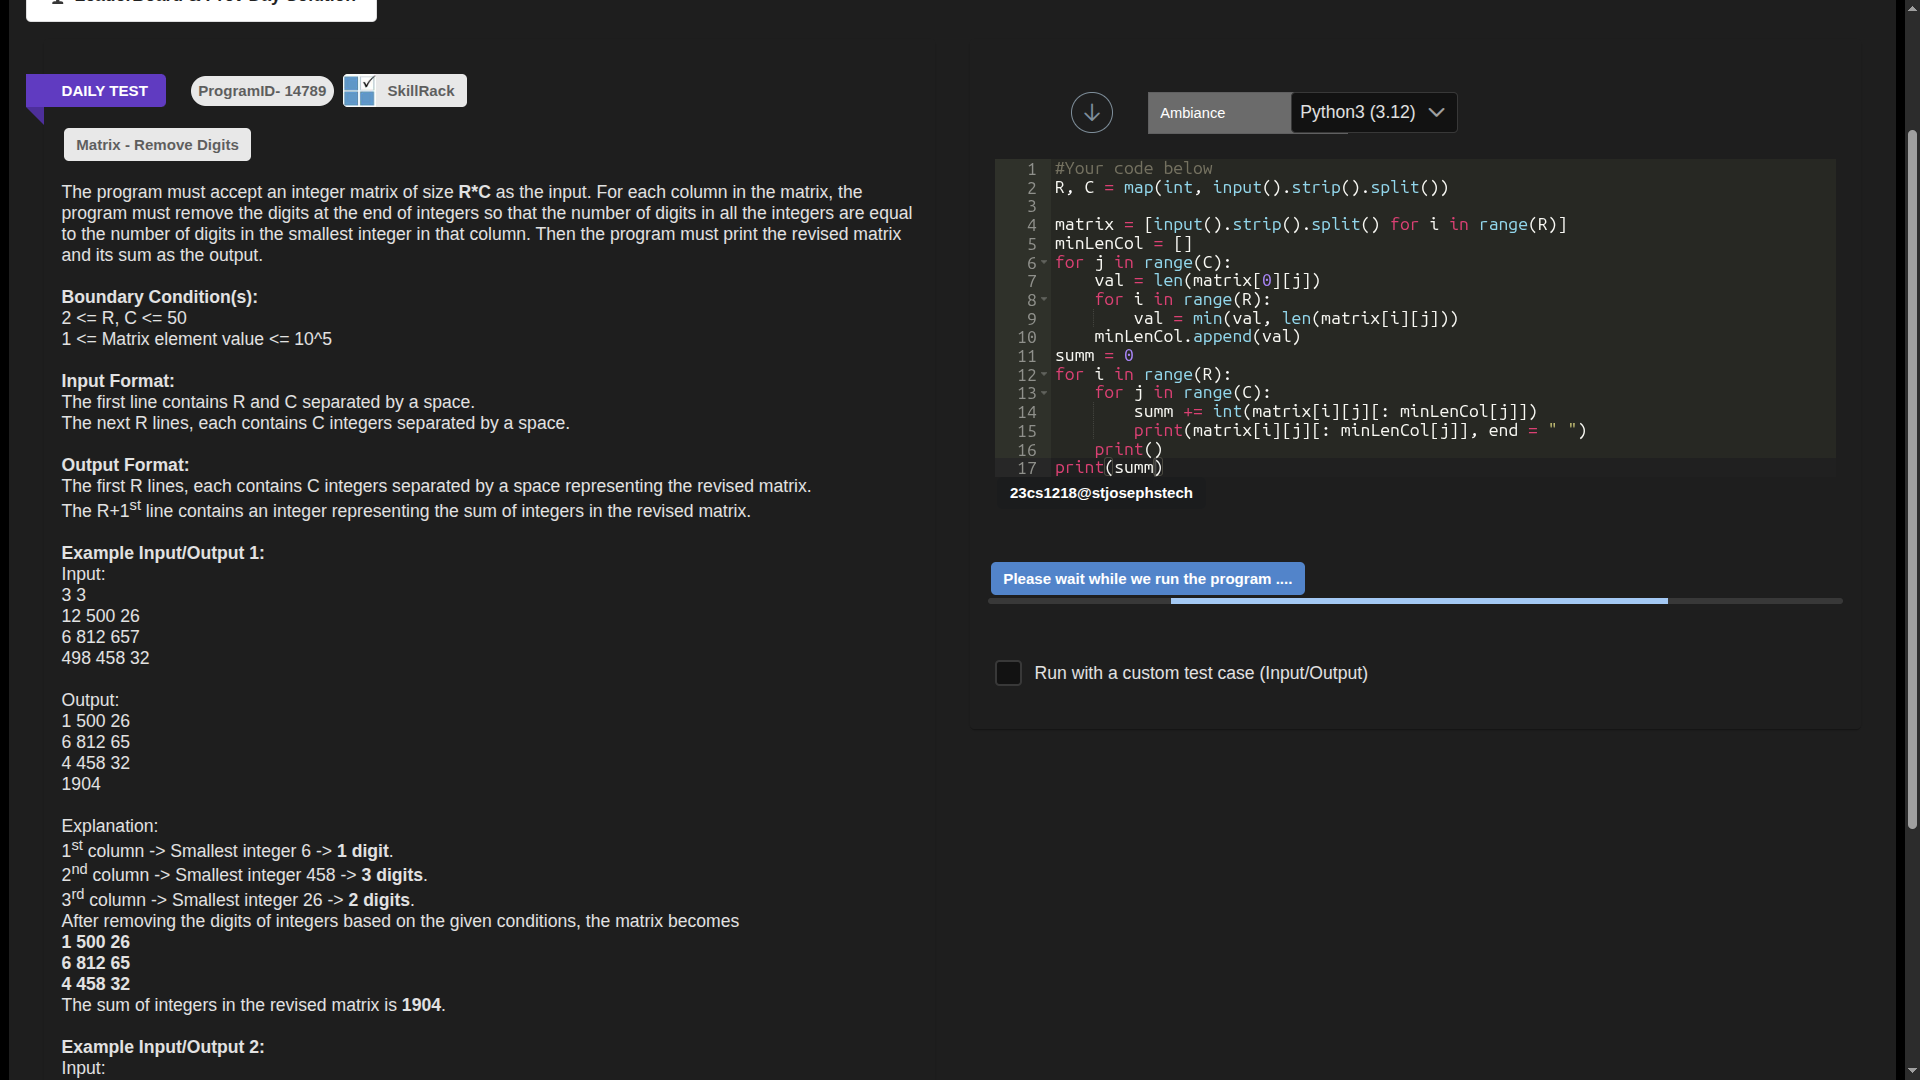 DAILY TEST
ProgramID- 14789
SkillRack
Matrix - Remove Digits
The program must accept an integer matrix of size R*C as the input. For each column in the matrix, the
program must remove the digits at the end of integers so that the number of digits in all the integers are equal
to the number of digits in the smallest integer in that column. Then the program must print the revised matrix
and its sum as the output.
Boundary Condition(s):
2 <= R, C <= 50
1 <= Matrix element value <= 10^5
Input Format:
The first line contains R and C separated by a space.
The next R lines, each contains C integers separated by a space.
Output Format:
The first R lines, each contains C integers separated by a space representing the revised matrix.
The R+1st line contains an integer representing the sum of integers in the revised matrix.
Example Input/Output 1:
Input:
3 3
12 500 26
6 812 657
498 458 32
Output:
1 500 26
6 812 65
4 458 32
1904
Explanation:
1st column -> Smallest integer 6 -> 1 digit.
2nd column -> Smallest integer 458 -> 3 digits.
3rd column -> Smallest integer 26 -> 2 digits.
After removing the digits of integers based on the given conditions, the matrix becomes
1 500 26
6 812 65
4 458 32
The sum of integers in the revised matrix is 1904.
Example Input/Output 2:
Input:
Ambiance
Python3 (3.12)
1 #Your code below
2 R, C = map(int, input().strip().split())
3
4 matrix = [input().strip().split() for i in range(R)]
5 minLenCol = []
6 for j in range(C):
7     val = len(matrix[0][j])
8     for i in range(R):
9         val = min(val, len(matrix[i][j]))
10     minLenCol.append(val)
11 summ = 0
12 for i in range(R):
13     for j in range(C):
14         summ += int(matrix[i][j][: minLenCol[j]])
15         print(matrix[i][j][: minLenCol[j]], end = " ")
16     print()
17 print(summ)
23cs1218@stjosephstech
Please wait while we run the program ....
Run with a custom test case (Input/Output)